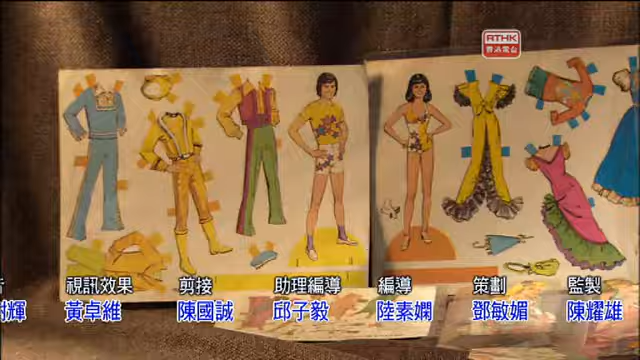 RTHK
香港電台
視訊效果 剪接 助理編導 編導 策劃 監製
輝 黃卓維 陳國誠 邱子毅 陸素嫻 鄧敏媚 陳耀雄